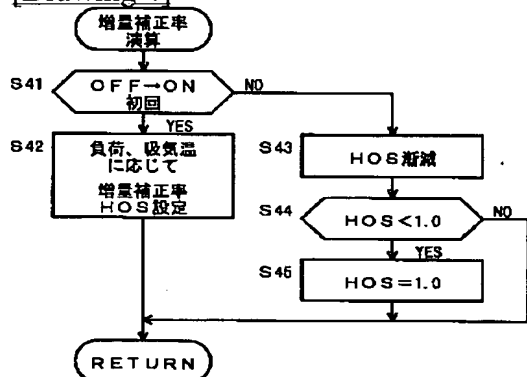 [Drawing
増量補正率
演算
S41
OFF→ON
初回
NO
YES
S42
負荷、吸気温
に応じて
増量補正率
HOS設定
S43
HOS漸減
S44
HOS<1.0
NO
YES
S45
HOS=1.0
RETURN